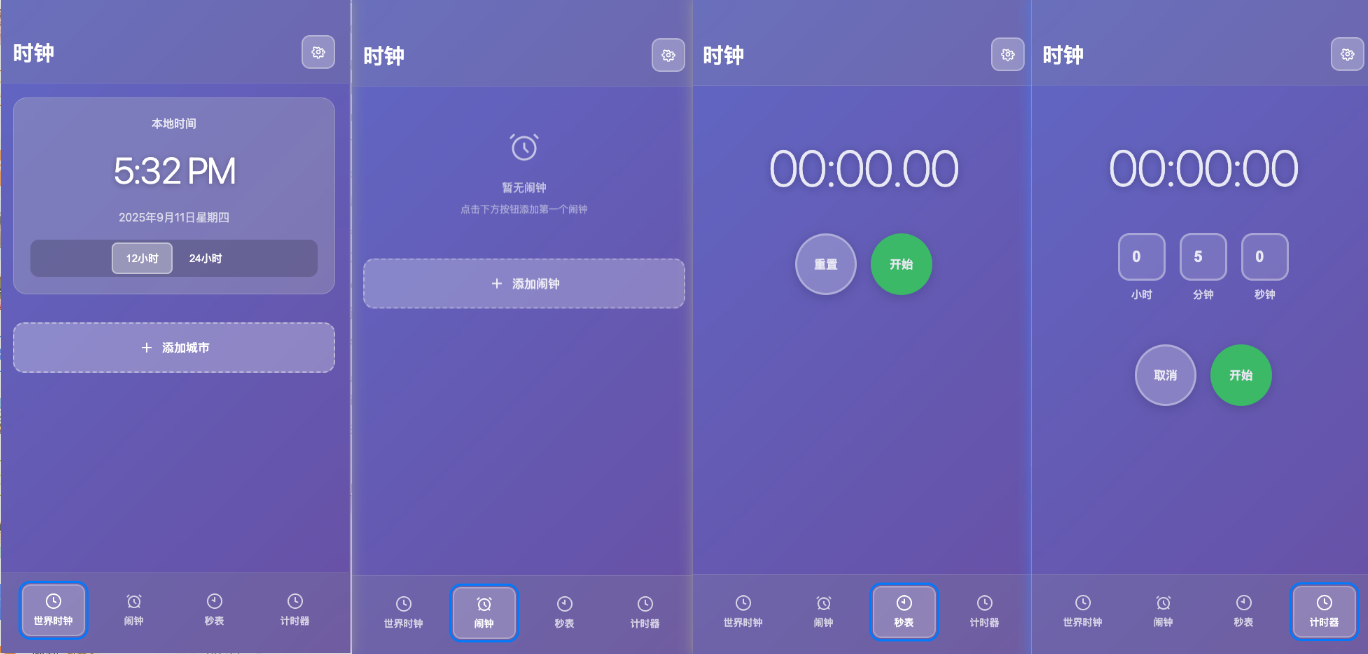 时钟
本地时间
5:32 PM
2025年9月11日星期四
12小时
24小时
+ 添加城市
世界时钟
闹钟
秒表
计时器
时钟
暂无闹钟
点击下方按钮添加第一个闹钟
+ 添加闹钟
世界时钟
闹钟
秒表
计时器
时钟
00:00.00
重置
开始
世界时钟
闹钟
秒表
计时器
时钟
00:00:00
0
5
0
小时
分钟
秒钟
取消
开始
世界时钟
闹钟
秒表
计时器